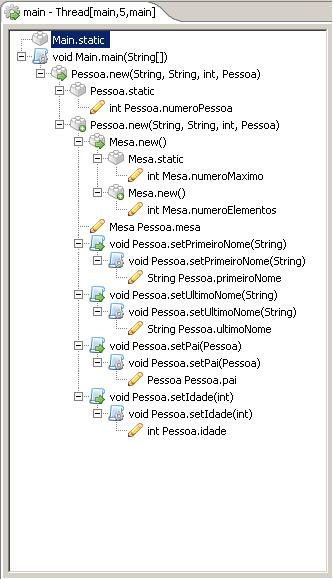 main - Thread[main,5,main]
Main.static
void Main.main(String[])
Pessoa.new(String, String, int, Pessoa)
Pessoa.static
int Pessoa.numeroPessoa
Pessoa.new(String, String, int, Pessoa)
Mesa.new()
Mesa.static
int Mesa.numeroMaximo
Mesa.new()
int Mesa.numeroElementos
Mesa Pessoa.mesa
void Pessoa.setPrimeiroNome(String)
void Pessoa.setPrimeiroNome(String)
String Pessoa.primeiroNome
void Pessoa.setUltimoNome(String)
void Pessoa.setUltimoNome(String)
String Pessoa.ultimoNome
void Pessoa.setPai(Pessoa)
void Pessoa.setPai(Pessoa)
Pessoa Pessoa.pai
void Pessoa.setIdade(int)
void Pessoa.setIdade(int)
int Pessoa.idade